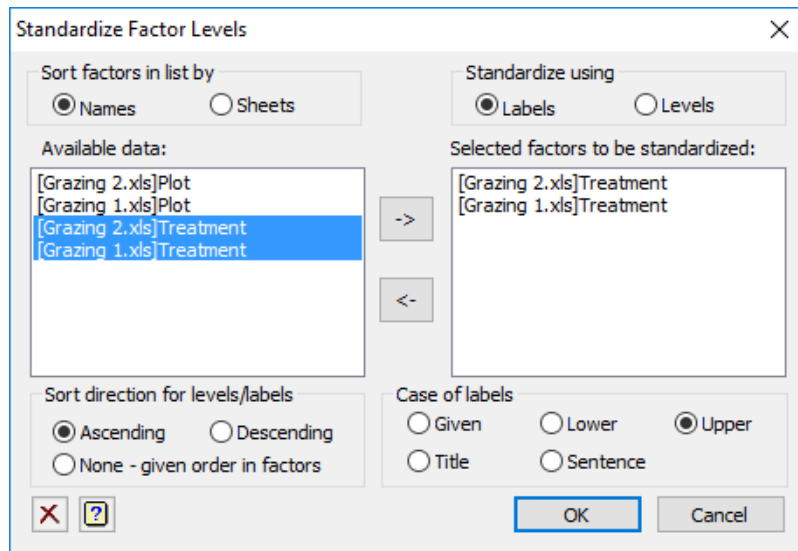 Standardize Factor Levels
Sort factors in list by
Names Sheets
Standardize using
Labels Levels
Available data:
[Grazing 2.xls]Plot
[Grazing 1.xls]Plot
[Grazing 2.xls]Treatment
[Grazing 1.xls]Treatment
->
<-
Selected factors to be standardized:
[Grazing 2.xls]Treatment
[Grazing 1.xls]Treatment
Sort direction for levels/labels
Ascending Descending
None - given order in factors
Case of labels
Given Lower Upper
Title Sentence
?
OK Cancel